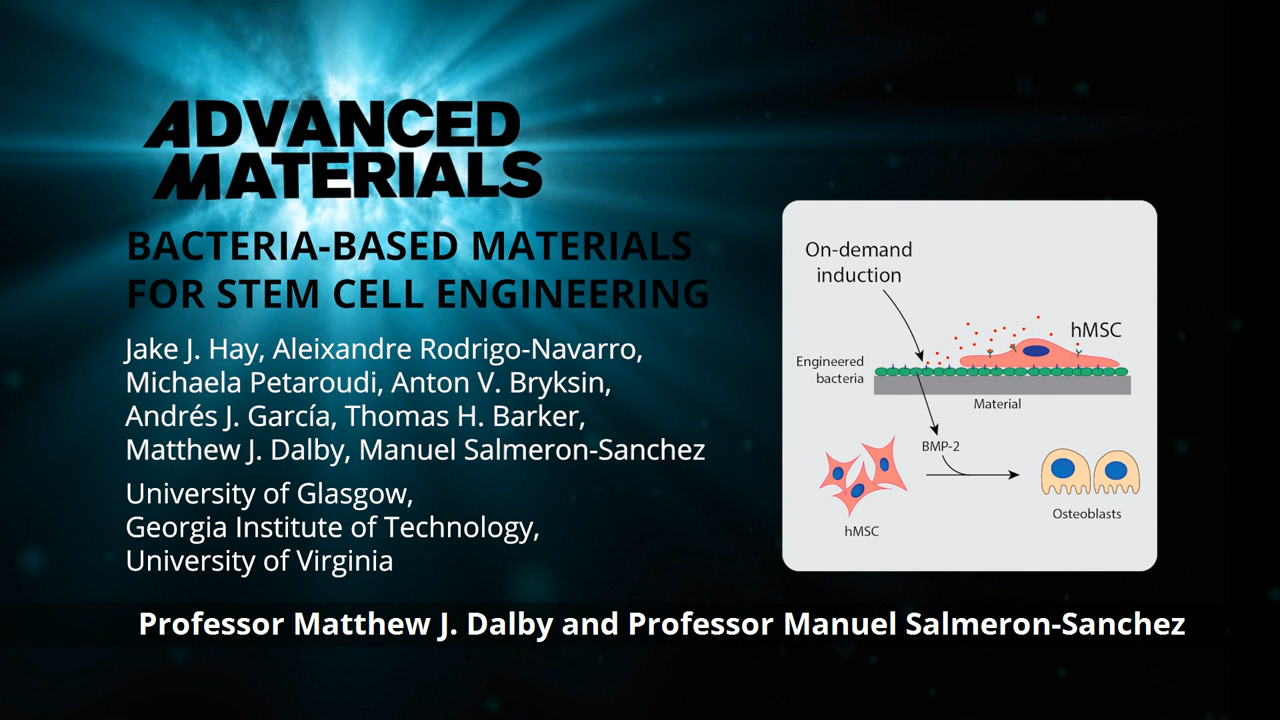 ADVANCED
MATERIALS
BACTERIA-BASED MATERIALS
FOR STEM CELL ENGINEERING
Jake J. Hay, Aleixandre Rodrigo-Navarro,
Michaela Petaroudi, Anton V. Bryksin,
Andrés J. García, Thomas H. Barker,
Matthew J. Dalby, Manuel Salmeron-Sanchez
University of Glasgow,
Georgia Institute of Technology,
University of Virginia
On-demand
induction
hMSC
Engineered
bacteria
Material
BMP-2
hMSC
Osteoblasts
Professor Matthew J. Dalby and Professor Manuel Salmeron-Sanchez